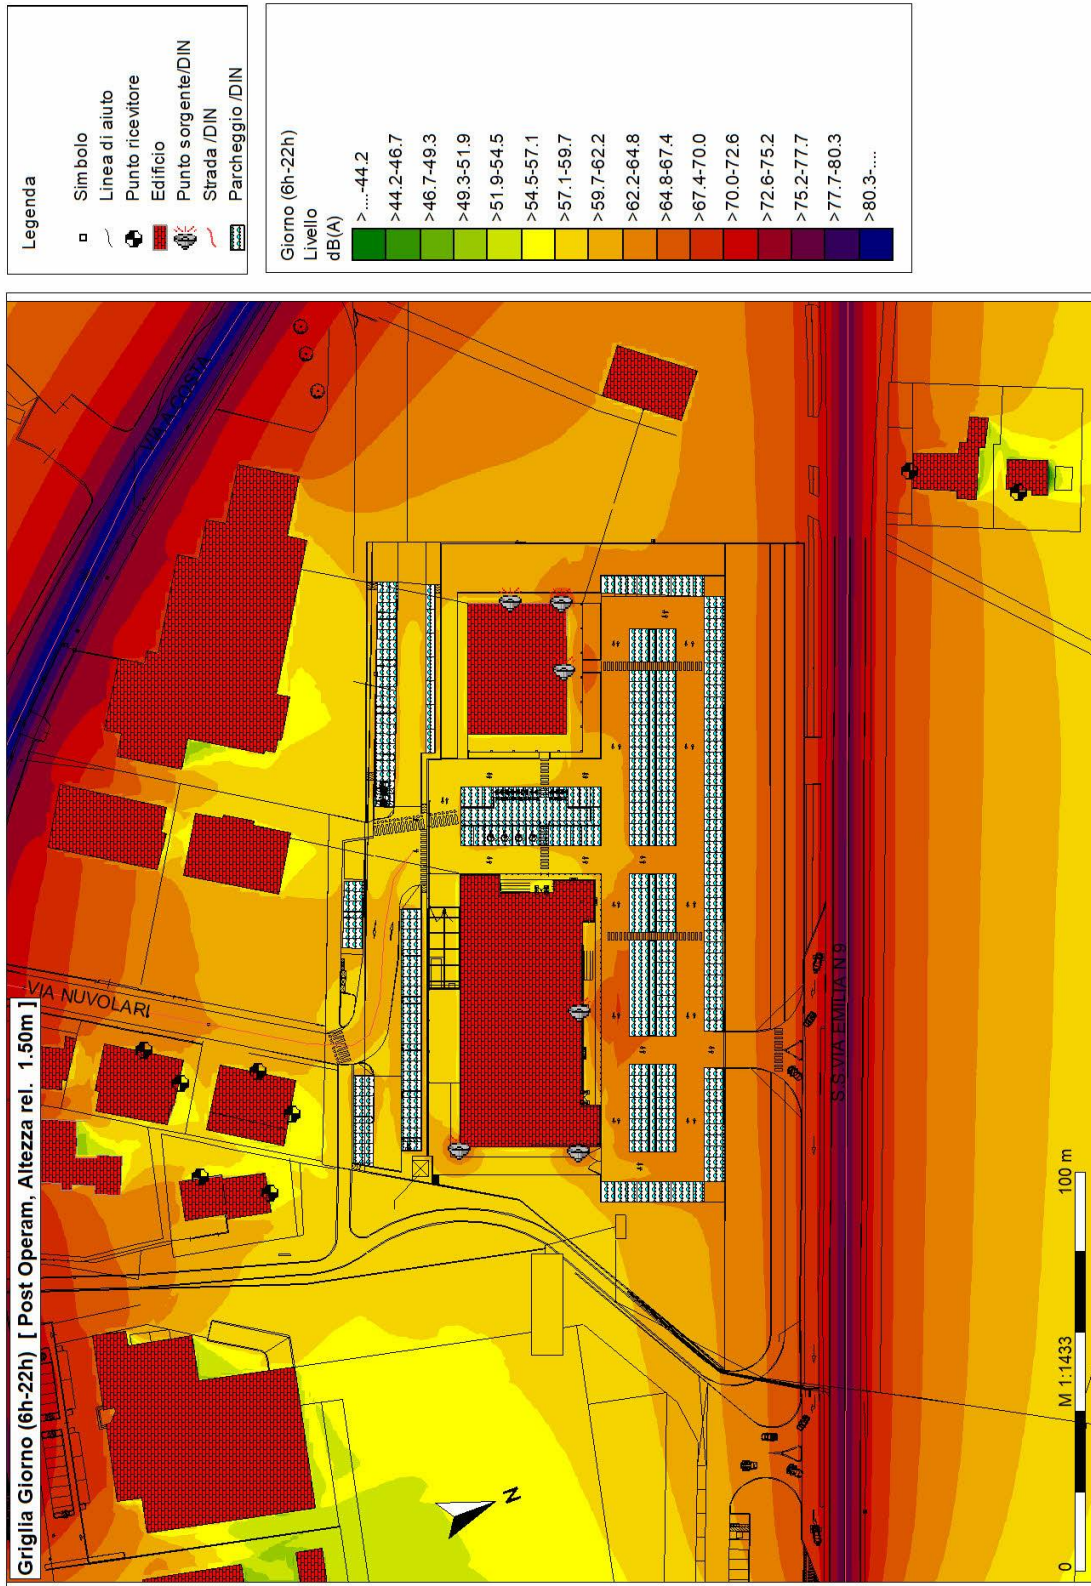 Legenda
Simbolo
Linea di aiuto
Punto ricevitore
Edificio
Punto sorgente/DIN
Strada /DIN
Parcheggio /DIN
Giorno (6h-22h)
Livello
dB(A)
>...-44.2
>44.2-46.7
>46.7-49.3
>49.3-51.9
>51.9-54.5
>54.5-57.1
>57.1-59.7
>59.7-62.2
>62.2-64.8
>64.8-67.4
>67.4-70.0
>70.0-72.6
>72.6-75.2
>75.2-77.7
>77.7-80.3
>80.3-...
Griglia Giorno (6h-22h) [ Post Operam, Altezza rel. 1.50m ]
VIA NUVOLARI
VIA A COSTA
S S VIA EMILIA N 9
N
0
M 1:1433
100 m